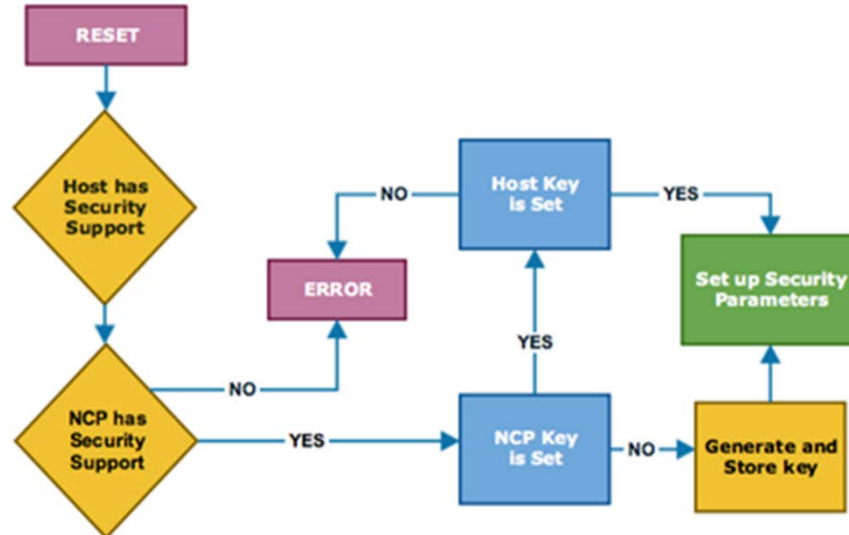 RESET
Host has
Security
Support
NO
Host Key
is Set
YES
ERROR
Set up Security
Parameters
YES
NO
NCP has
Security
Support
YES
NCP Key
is Set
NO
Generate and
Store key